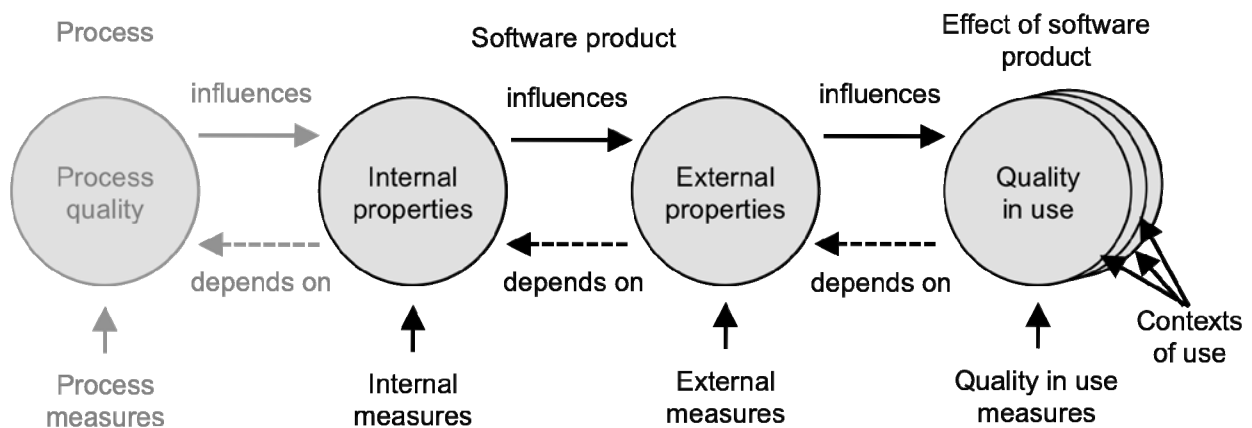 Process
Software product
Effect of software
product
influences
influences
influences
Process
quality
Internal
properties
External
properties
Quality
in use
depends on
depends on
depends on
Contexts
of use
Process
measures
Internal
measures
External
measures
Quality in use
measures